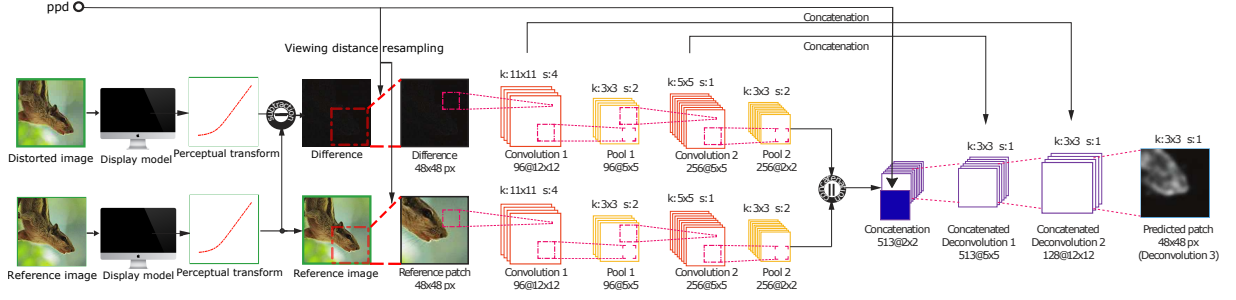 ppd
Concatenation
Concatenation
Viewing distance resampling
k:11x11 s:4
k:3x3 s:2
k:5x5 s:1
k:3x3 s:2
Distorted image
Display model
Perceptual transform
subtraction
Difference
Difference
48x48 px
Convolution 1
96@12x12
Pool 1
96@5x5
Convolution 2
256@5x5
Pool 2
256@2x2
k:11x11 s:4
k:3x3 s:2
k:5x5 s:1
k:3x3 s:2
Reference image
Display model
Perceptual transform
Reference image
Reference patch
48x48 px
Convolution 1
96@12x12
Pool 1
96@5x5
Convolution 2
256@5x5
Pool 2
256@2x2
||
Concatenation
513@2x2
k:3x3 s:1
Concatenated
Deconvolution 1
513@5x5
k:3x3 s:1
Concatenated
Deconvolution 2
128@12x12
k:3x3 s:1
Predicted patch
48x48 px
(Deconvolution 3)